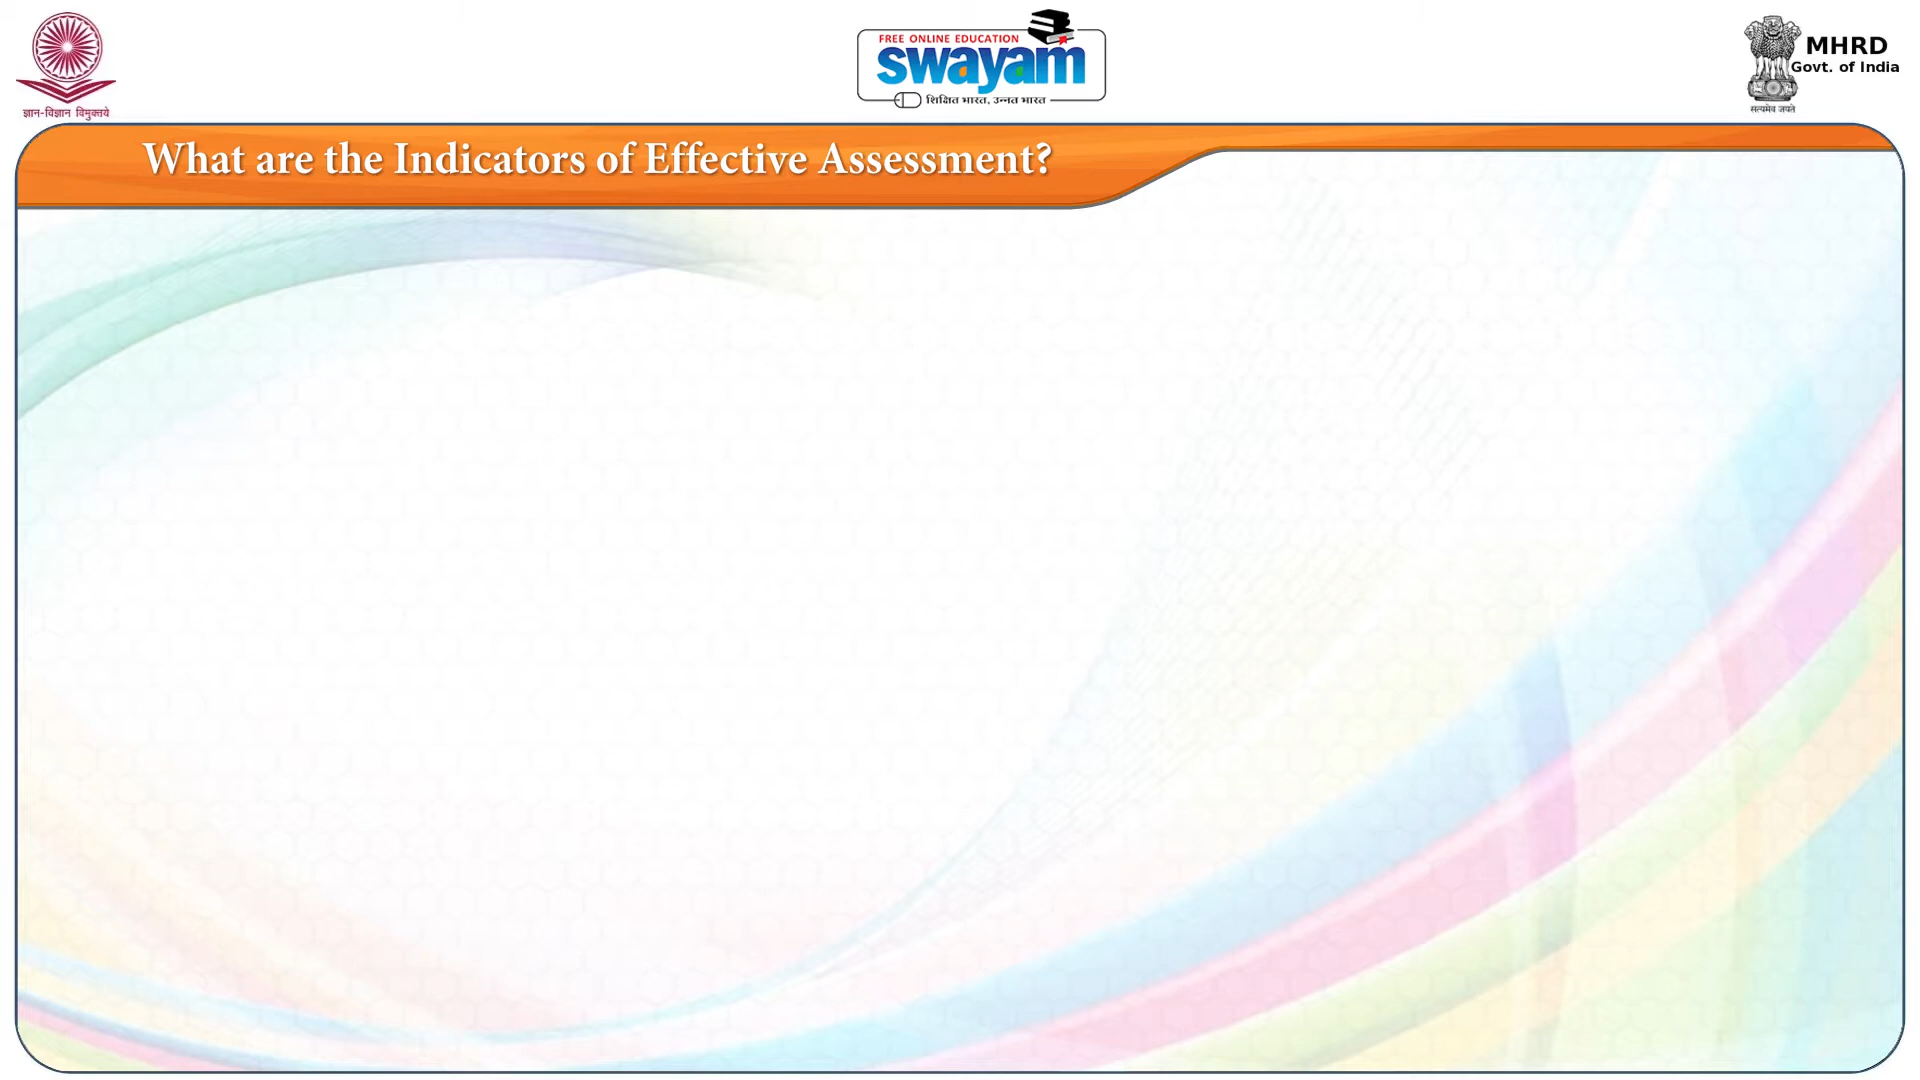 FREE ONLINE EDUCATION
swayam
शिक्षित भारत, उन्नत भारत
ज्ञान-विज्ञान विमुक्तये
MHRD
Govt. of India
सत्यमेव जयते
What are the Indicators of Effective Assessment?